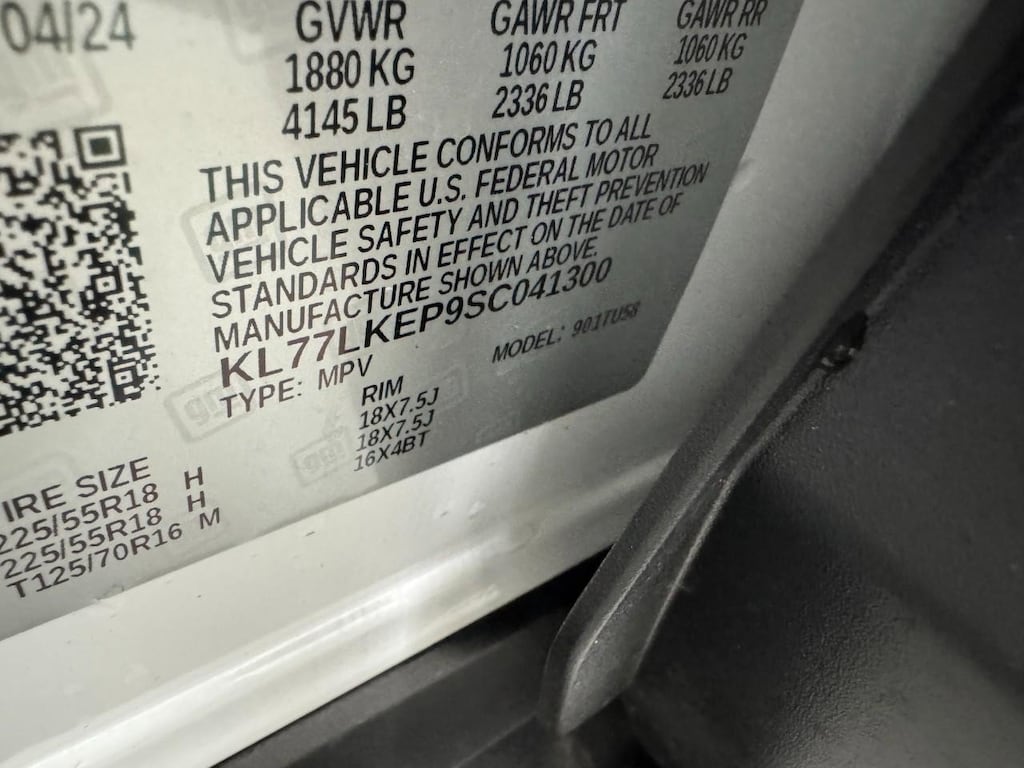 04/24
GVWR GAWR FRT GAWR RR
1880 KG 1060 KG 1060 KG
4145 LB 2336 LB 2336 LB
THIS VEHICLE CONFORMS TO ALL
APPLICABLE U.S. FEDERAL MOTOR
VEHICLE SAFETY AND THEFT PREVENTION
STANDARDS IN EFFECT ON THE DATE OF
MANUFACTURE SHOWN ABOVE.
KL77LKEP9SC041300
TYPE: MPV MODEL: 901TU58
IRE SIZE RIM
225/55R18 H 18X7.5J
225/55R18 H 18X7.5J
T125/70R16 M 16X4BT
gm
gm